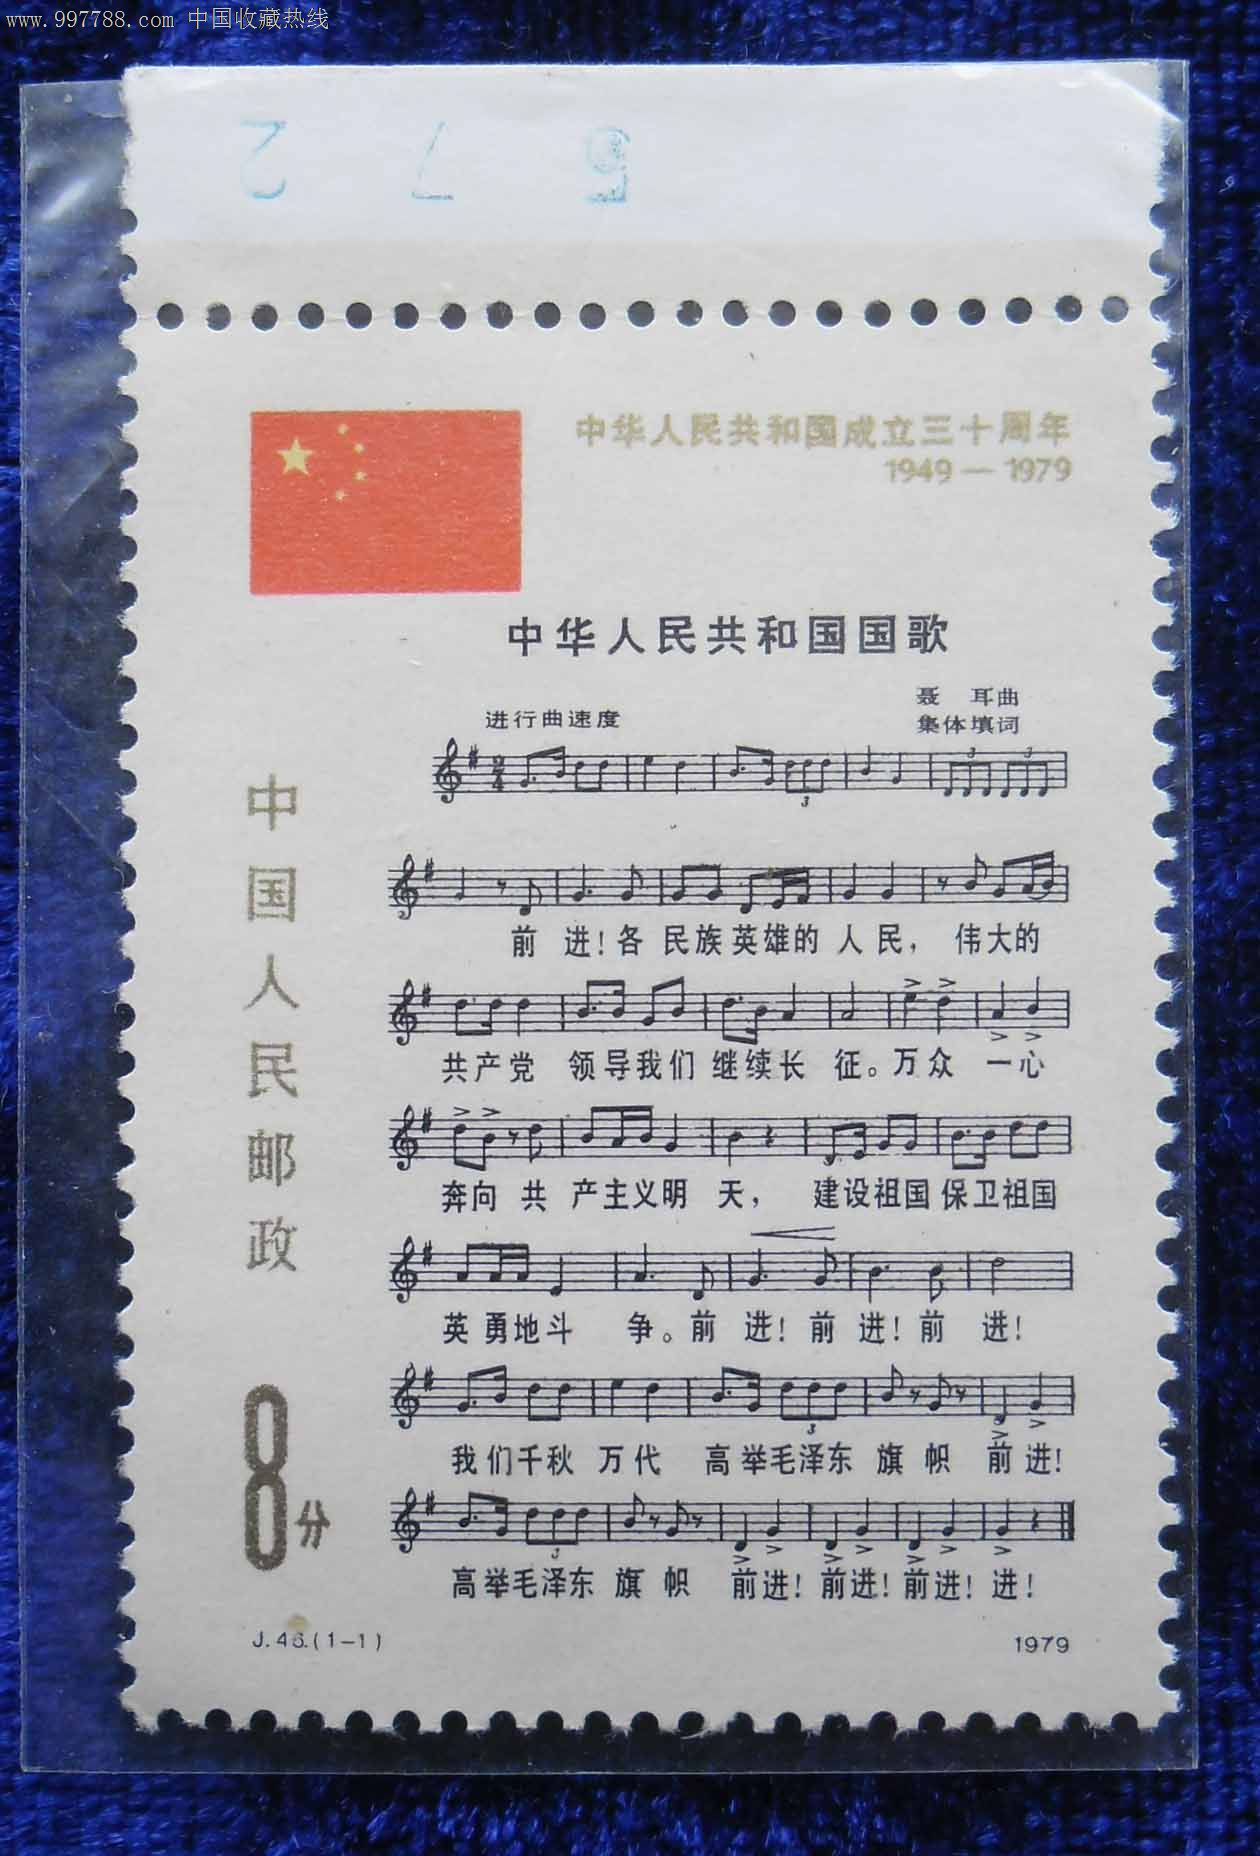 www.997788.com 中国收藏热线
2 7 5
中华人民共和国成立三十周年
1949—1979
中华人民共和国国歌
聂 耳曲
进行曲速度
集体填词
前 进！各 民族英雄的 人 民， 伟大的
共产党 领导我们 继续长 征。万众 一心
奔向 共 产主义明 天， 建设祖国 保卫祖国
英 勇地斗 争。前 进！前 进！前 进！
我们千秋 万代 高举毛泽东 旗 帜 前进！
高举毛泽东 旗 帜 前进！前进！前进！进！
中国人民邮政
8分
J.46.(1-1)
1979